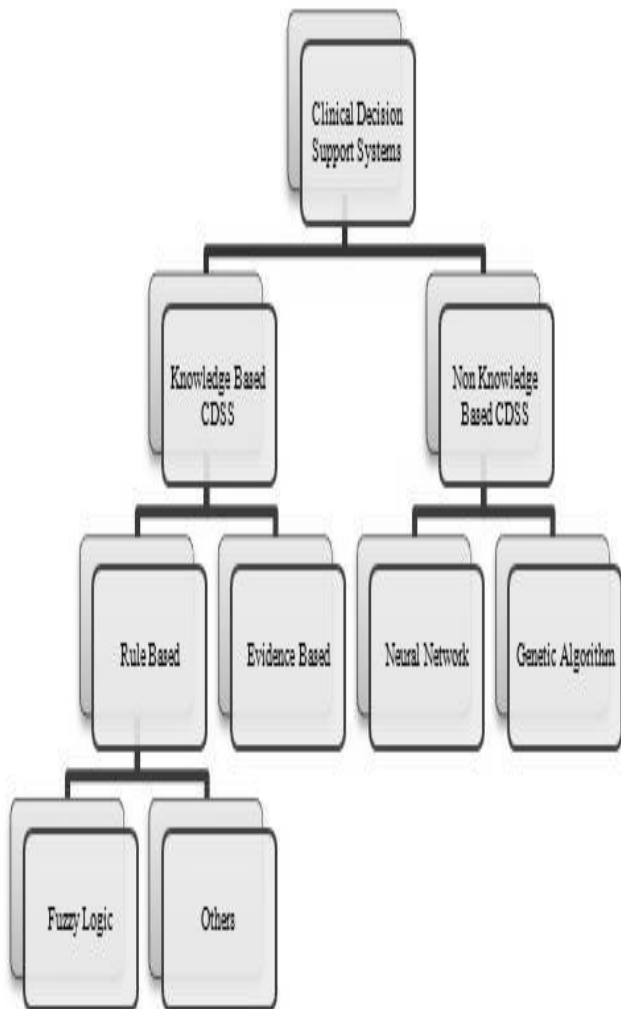 Clinical Decision
Support Systems
Knowledge Based
CDSS
Non Knowledge
Based CDSS
Rule Based
Evidence Based
Neural Network
Genetic Algorithm
Fuzzy Logic
Others